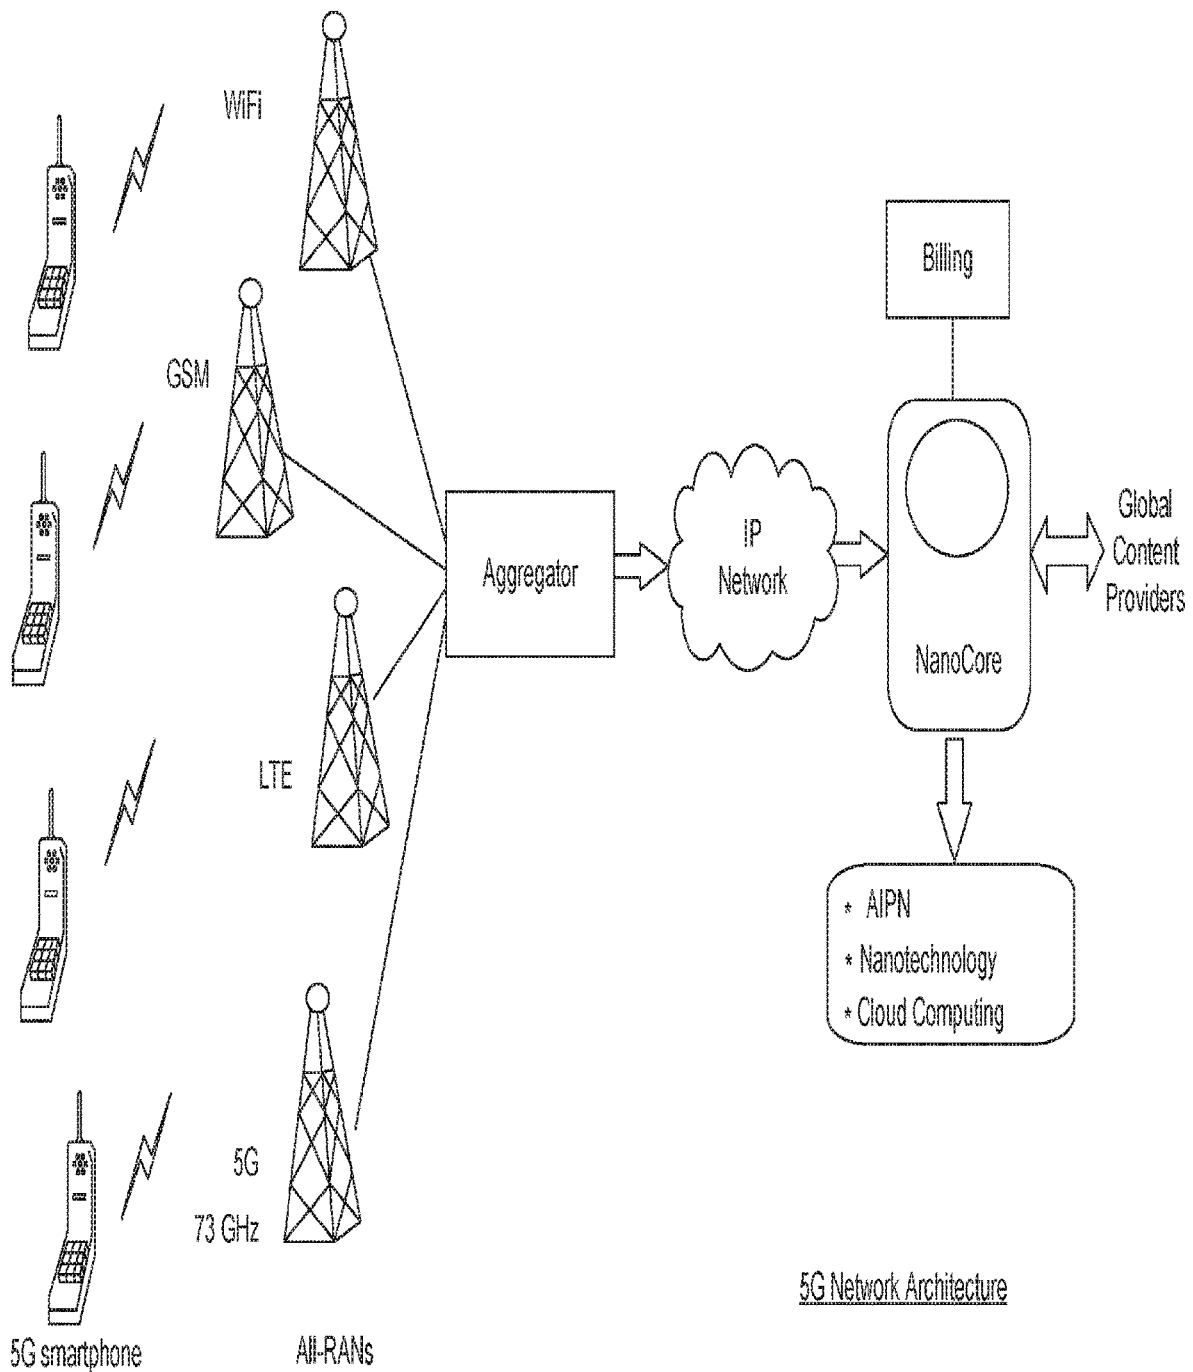 WiFi
GSM
LTE
5G
73 GHz
5G smartphone
All-RANs
Aggregator
IP
Network
Billing
NanoCore
Global
Content
Providers
* AIPN
* Nanotechnology
* Cloud Computing
5G Network Architecture